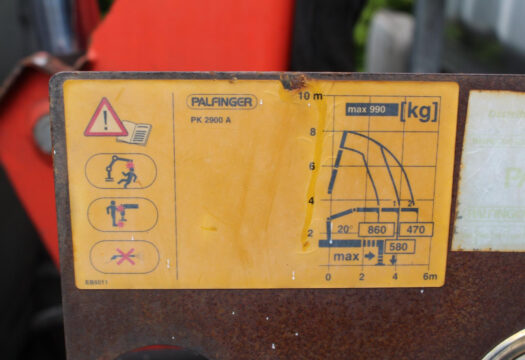 PALFINGER
PK 2900 A
10 m
max 990 [kg]
8
6
4
1 2
2
20° 860 470
580
max
0 2 4 6m